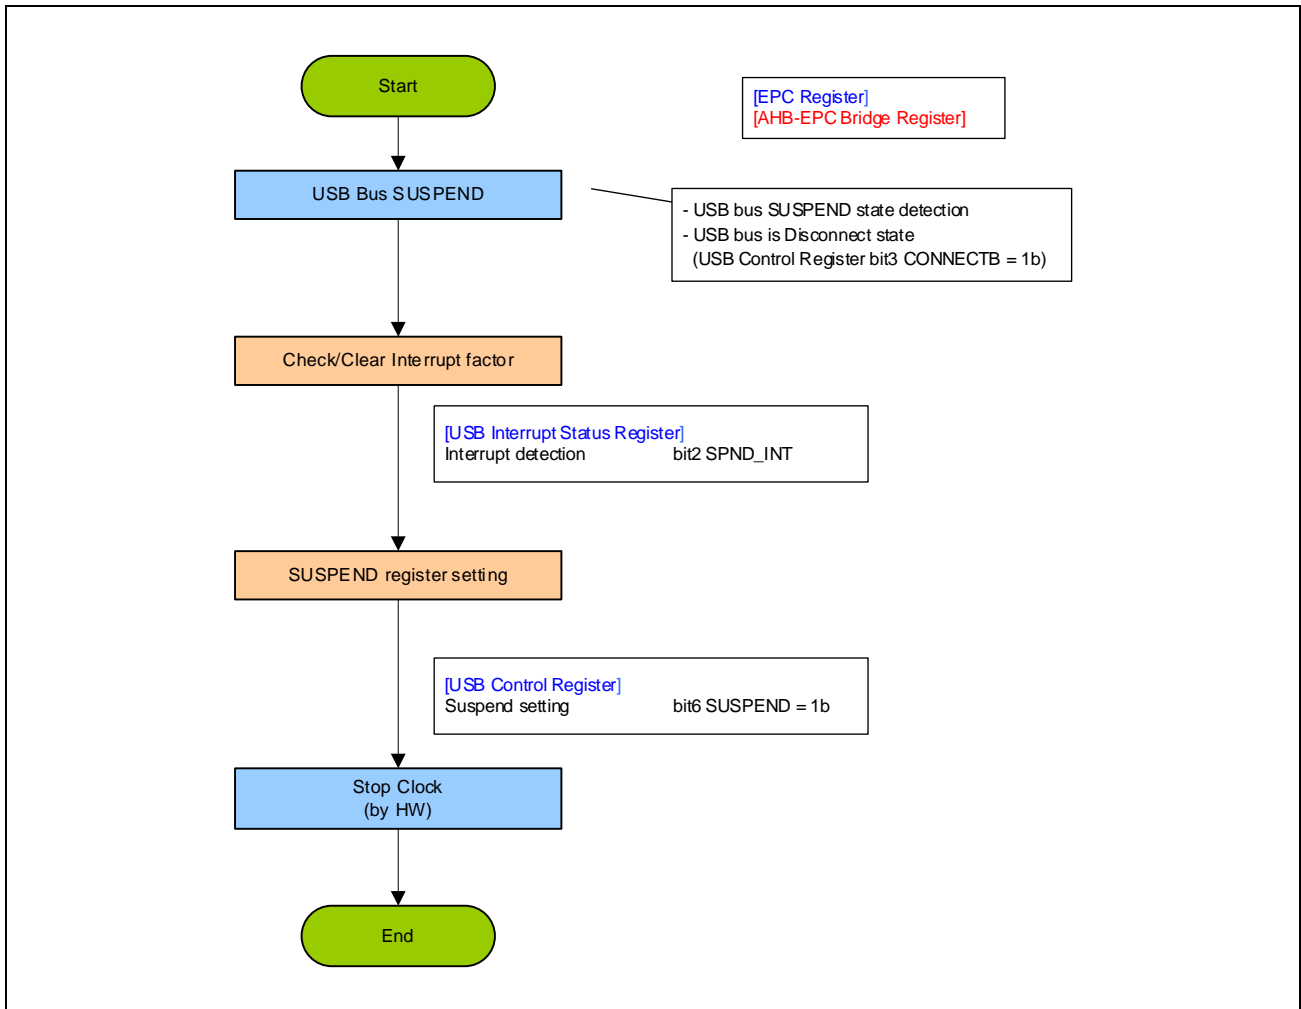 Start
[EPC Register]
[AHB-EPC Bridge Register]
USB Bus SUSPEND
- USB bus SUSPEND state detection
- USB bus is Disconnect state
(USB Control Register bit3 CONNECTB = 1b)
Check/Clear Interrupt factor
[USB Interrupt Status Register]
Interrupt detection bit2 SPND_INT
SUSPEND register setting
[USB Control Register]
Suspend setting bit6 SUSPEND = 1b
Stop Clock
(by HW)
End